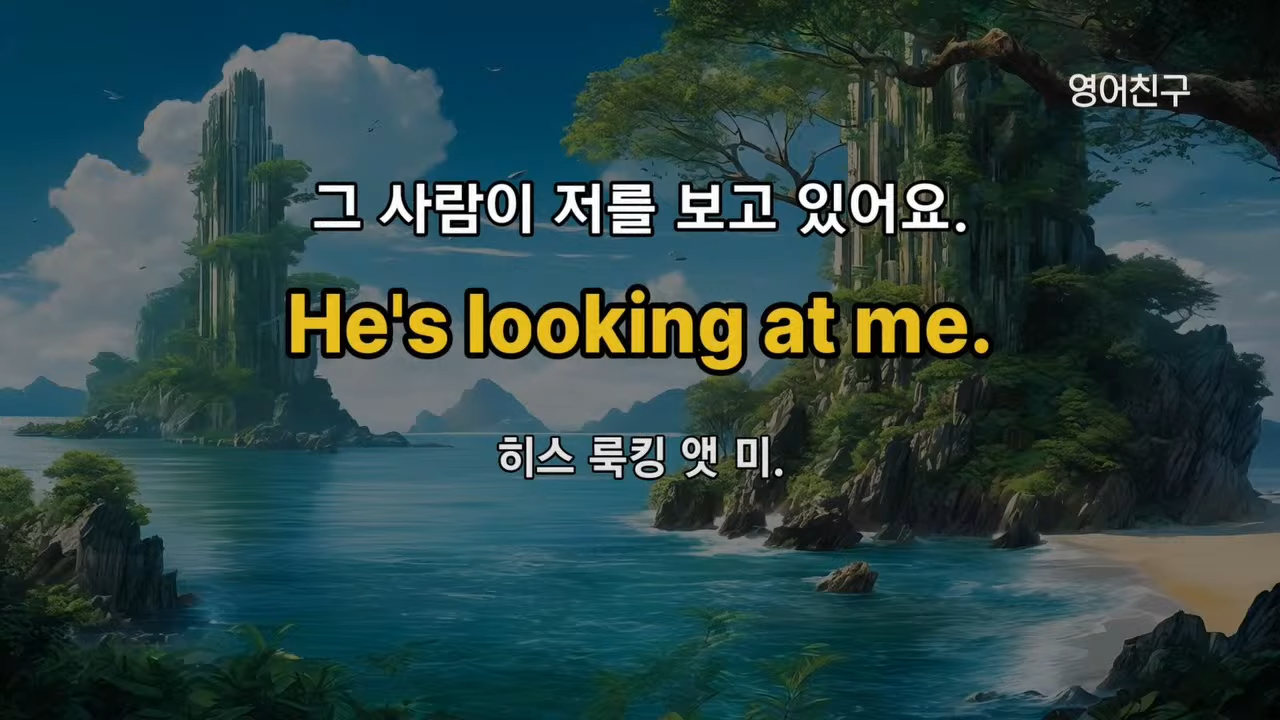 영어친구
그 사람이 저를 보고 있어요.
He's looking at me.
히스 룩킹 앳 미.